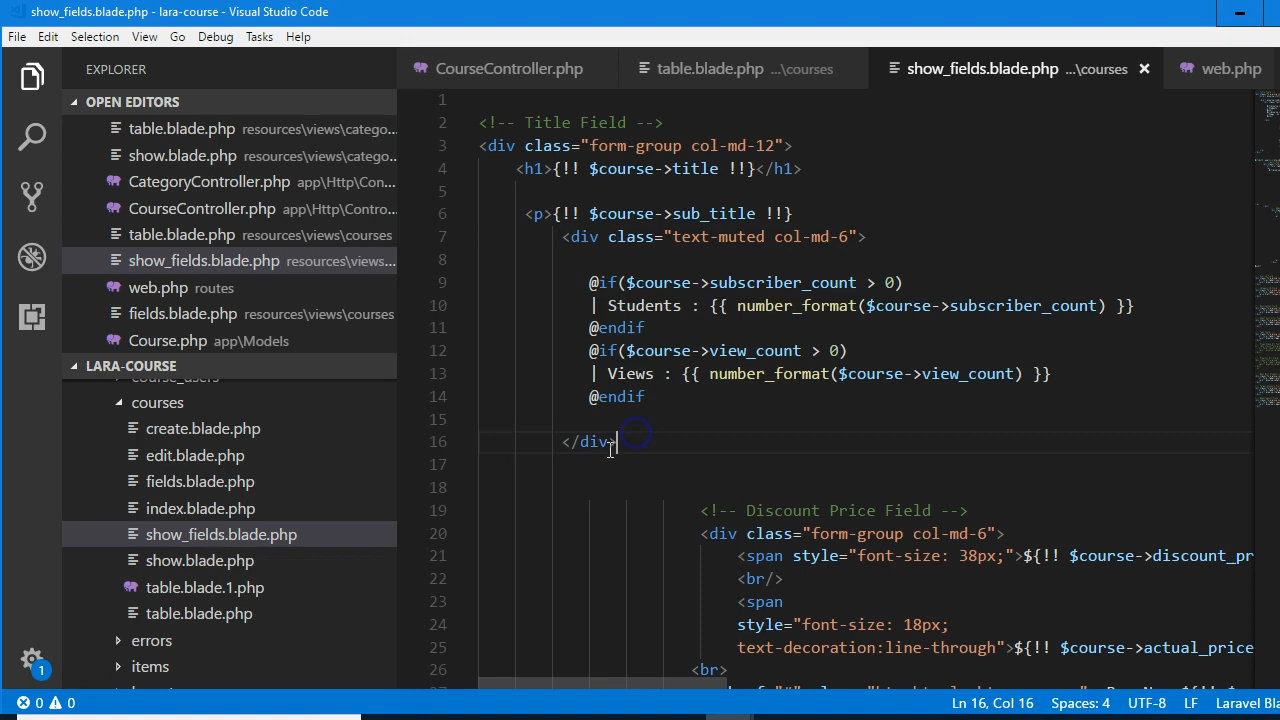 show_fields.blade.php - lara-course - Visual Studio Code
File Edit Selection View Go Debug Tasks Help
EXPLORER
CourseController.php table.blade.php ...\courses show_fields.blade.php ...\courses web.php
OPEN EDITORS
table.blade.php resources\views\catego...
show.blade.php resources\views\catego...
CategoryController.php app\Http\Con...
CourseController.php app\Http\Contro...
table.blade.php resources\views\courses
show_fields.blade.php resources\views...
web.php routes
fields.blade.php resources\views\courses
Course.php app\Models
LARA-COURSE
course_users
courses
create.blade.php
edit.blade.php
fields.blade.php
index.blade.php
show_fields.blade.php
show.blade.php
table.blade.1.php
table.blade.php
errors
items
1
2 <!-- Title Field -->
3 <div class="form-group col-md-12">
4 <h1>{!! $course->title !!}</h1>
5
6 <p>{!! $course->sub_title !!}
7 <div class="text-muted col-md-6">
8
9 @if($course->subscriber_count > 0)
10 | Students : {{ number_format($course->subscriber_count) }}
11 @endif
12 @if($course->view_count > 0)
13 | Views : {{ number_format($course->view_count) }}
14 @endif
15
16 </div>
17
18
19 <!-- Discount Price Field -->
20 <div class="form-group col-md-6">
21 <span style="font-size: 38px;">${!! $course->discount_pr
22 <br/>
23 <span
24 style="font-size: 18px;
25 text-decoration:line-through">${!! $course->actual_price
26 <br>
1
0 0 Ln 16, Col 16 Spaces: 4 UTF-8 LF Laravel Bla